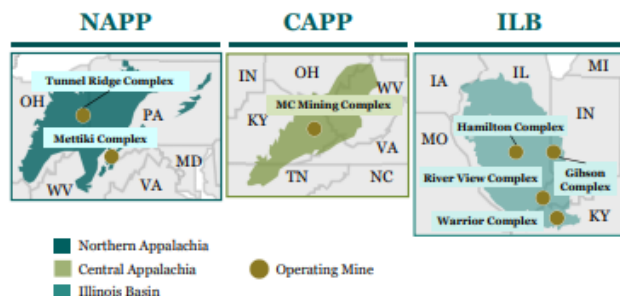 NAPP
CAPP
ILB
Tunnel Ridge Complex
OH
PA
Mettiki Complex
MD
WV
VA
IN
OH
WV
MC Mining Complex
KY
VA
TN
NC
MI
IA
IL
IN
Hamilton Complex
MO
Gibson
Complex
River View Complex
Warrior Complex
KY
Northern Appalachia
Central Appalachia
Operating Mine
Illinois Basin